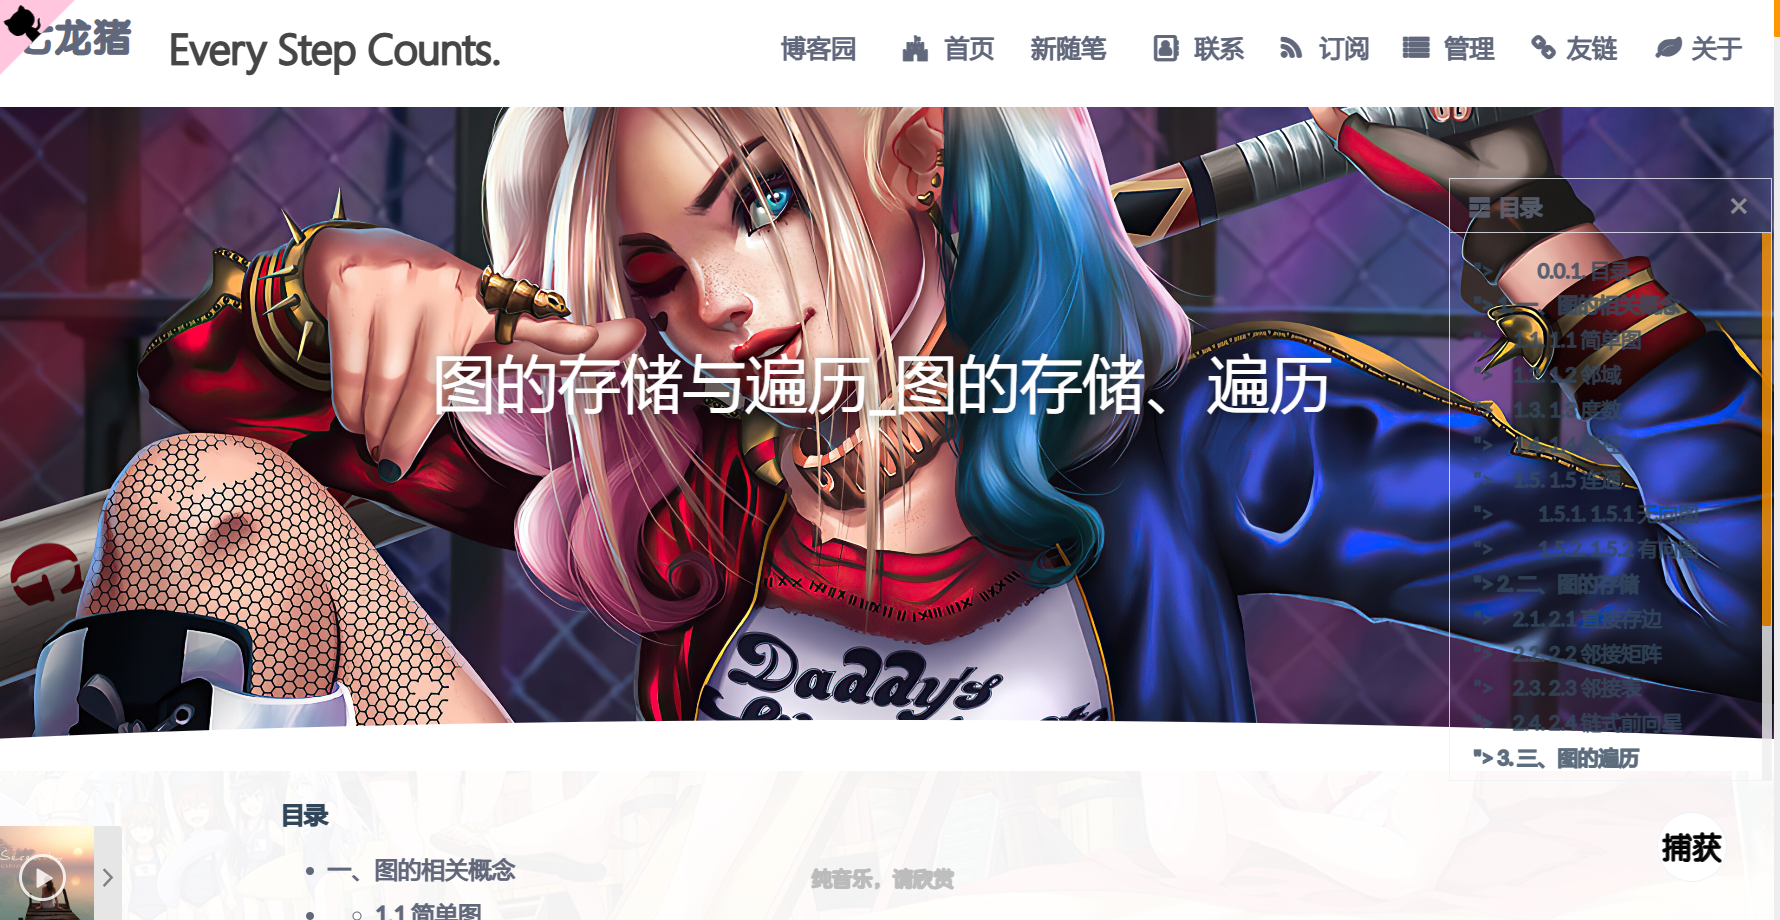 七龙猪
Every Step Counts.
博客园 首页 新随笔 联系 订阅 管理 友链 关于
目录 ×
"> 0.0.1. 目录
"> 1. 一、图的相关概念
"> 1.1. 1.1 简单图
"> 1.2. 1.2 邻域
"> 1.3. 1.3 度数
"> 1.5. 1.5 连通
"> 1.5.1. 1.5.1 无向图
"> 1.5.2. 1.5.2 有向图
"> 2. 二、图的存储
"> 2.1. 2.1 直接存边
"> 2.2. 2.2 邻接矩阵
"> 2.3. 2.3 邻接表
"> 2.4. 2.4 链式前向星
"> 3. 三、图的遍历
图的存储与遍历_图的存储、遍历
Daddy's
目录
一、图的相关概念
1.1 简单图
纯音乐，请欣赏
捕获